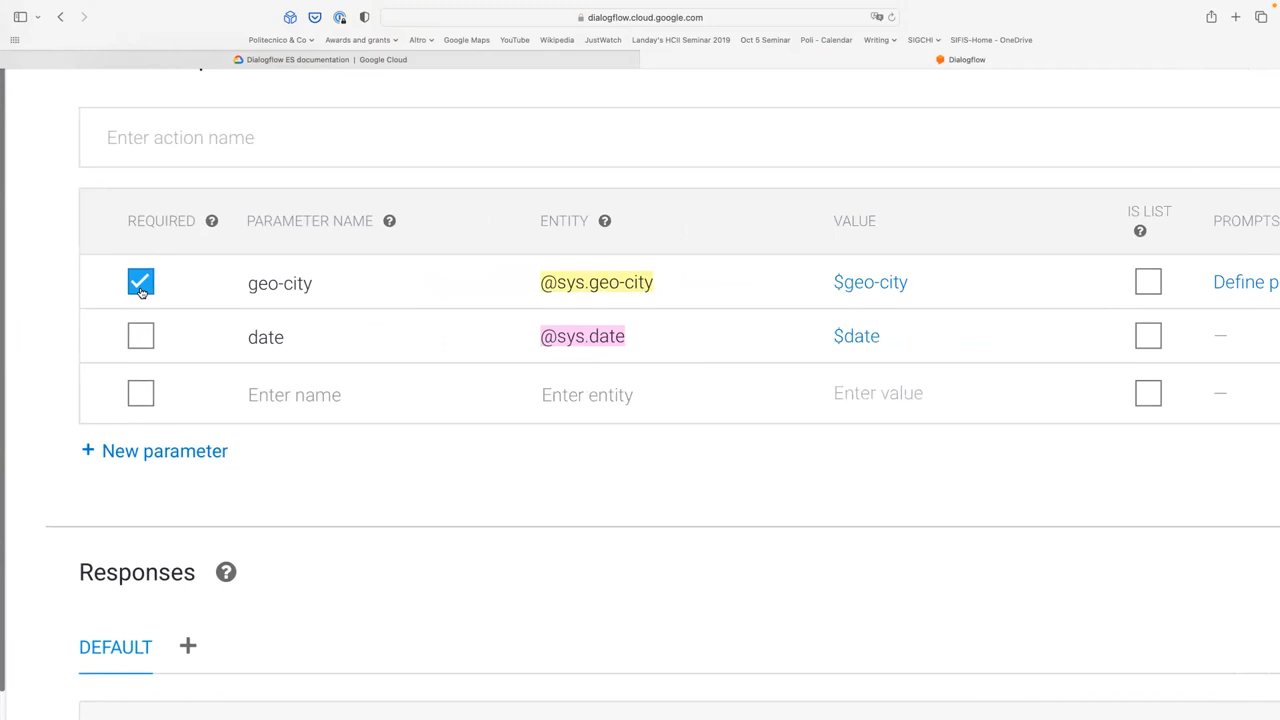 dialogflow.cloud.google.com
Politecnico & Co Awards and grants Altro Google Maps YouTube Wikipedia JustWatch Landay's HCII Seminar 2019 Oct 5 Seminar Poli - Calendar Writing SIGCHI SIFIS-Home - OneDrive
Dialogflow ES documentation | Google Cloud Dialogflow
Enter action name
REQUIRED PARAMETER NAME ENTITY VALUE IS LIST PROMPTS
geo-city @sys.geo-city $geo-city Define p
date @sys.date $date —
Enter name Enter entity Enter value —
+ New parameter
Responses
DEFAULT +